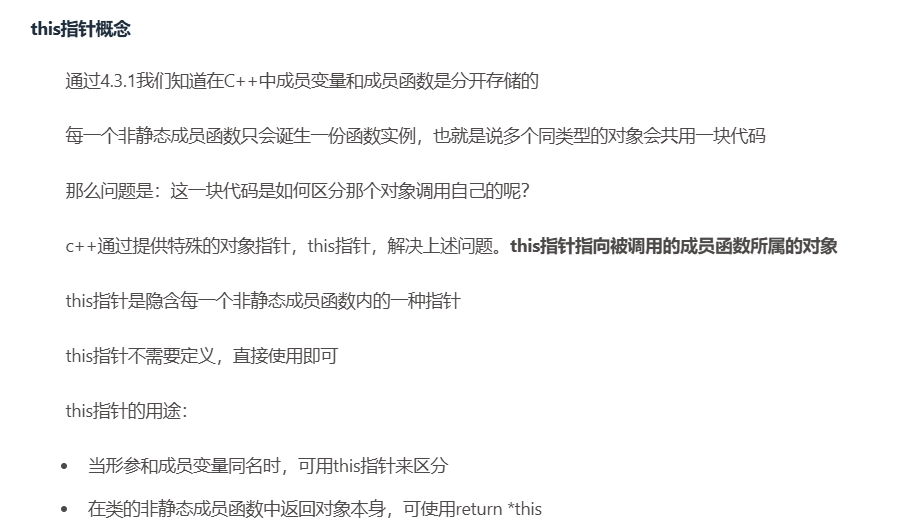 this指针概念
通过4.3.1我们知道在C++中成员变量和成员函数是分开存储的
每一个非静态成员函数只会诞生一份函数实例，也就是说多个同类型的对象会共用一块代码
那么问题是：这一块代码是如何区分那个对象调用自己的呢？
c++通过提供特殊的对象指针，this指针，解决上述问题。this指针指向被调用的成员函数所属的对象
this指针是隐含每一个非静态成员函数内的一种指针
this指针不需要定义，直接使用即可
this指针的用途：
• 当形参和成员变量同名时，可用this指针来区分
• 在类的非静态成员函数中返回对象本身，可使用return *this